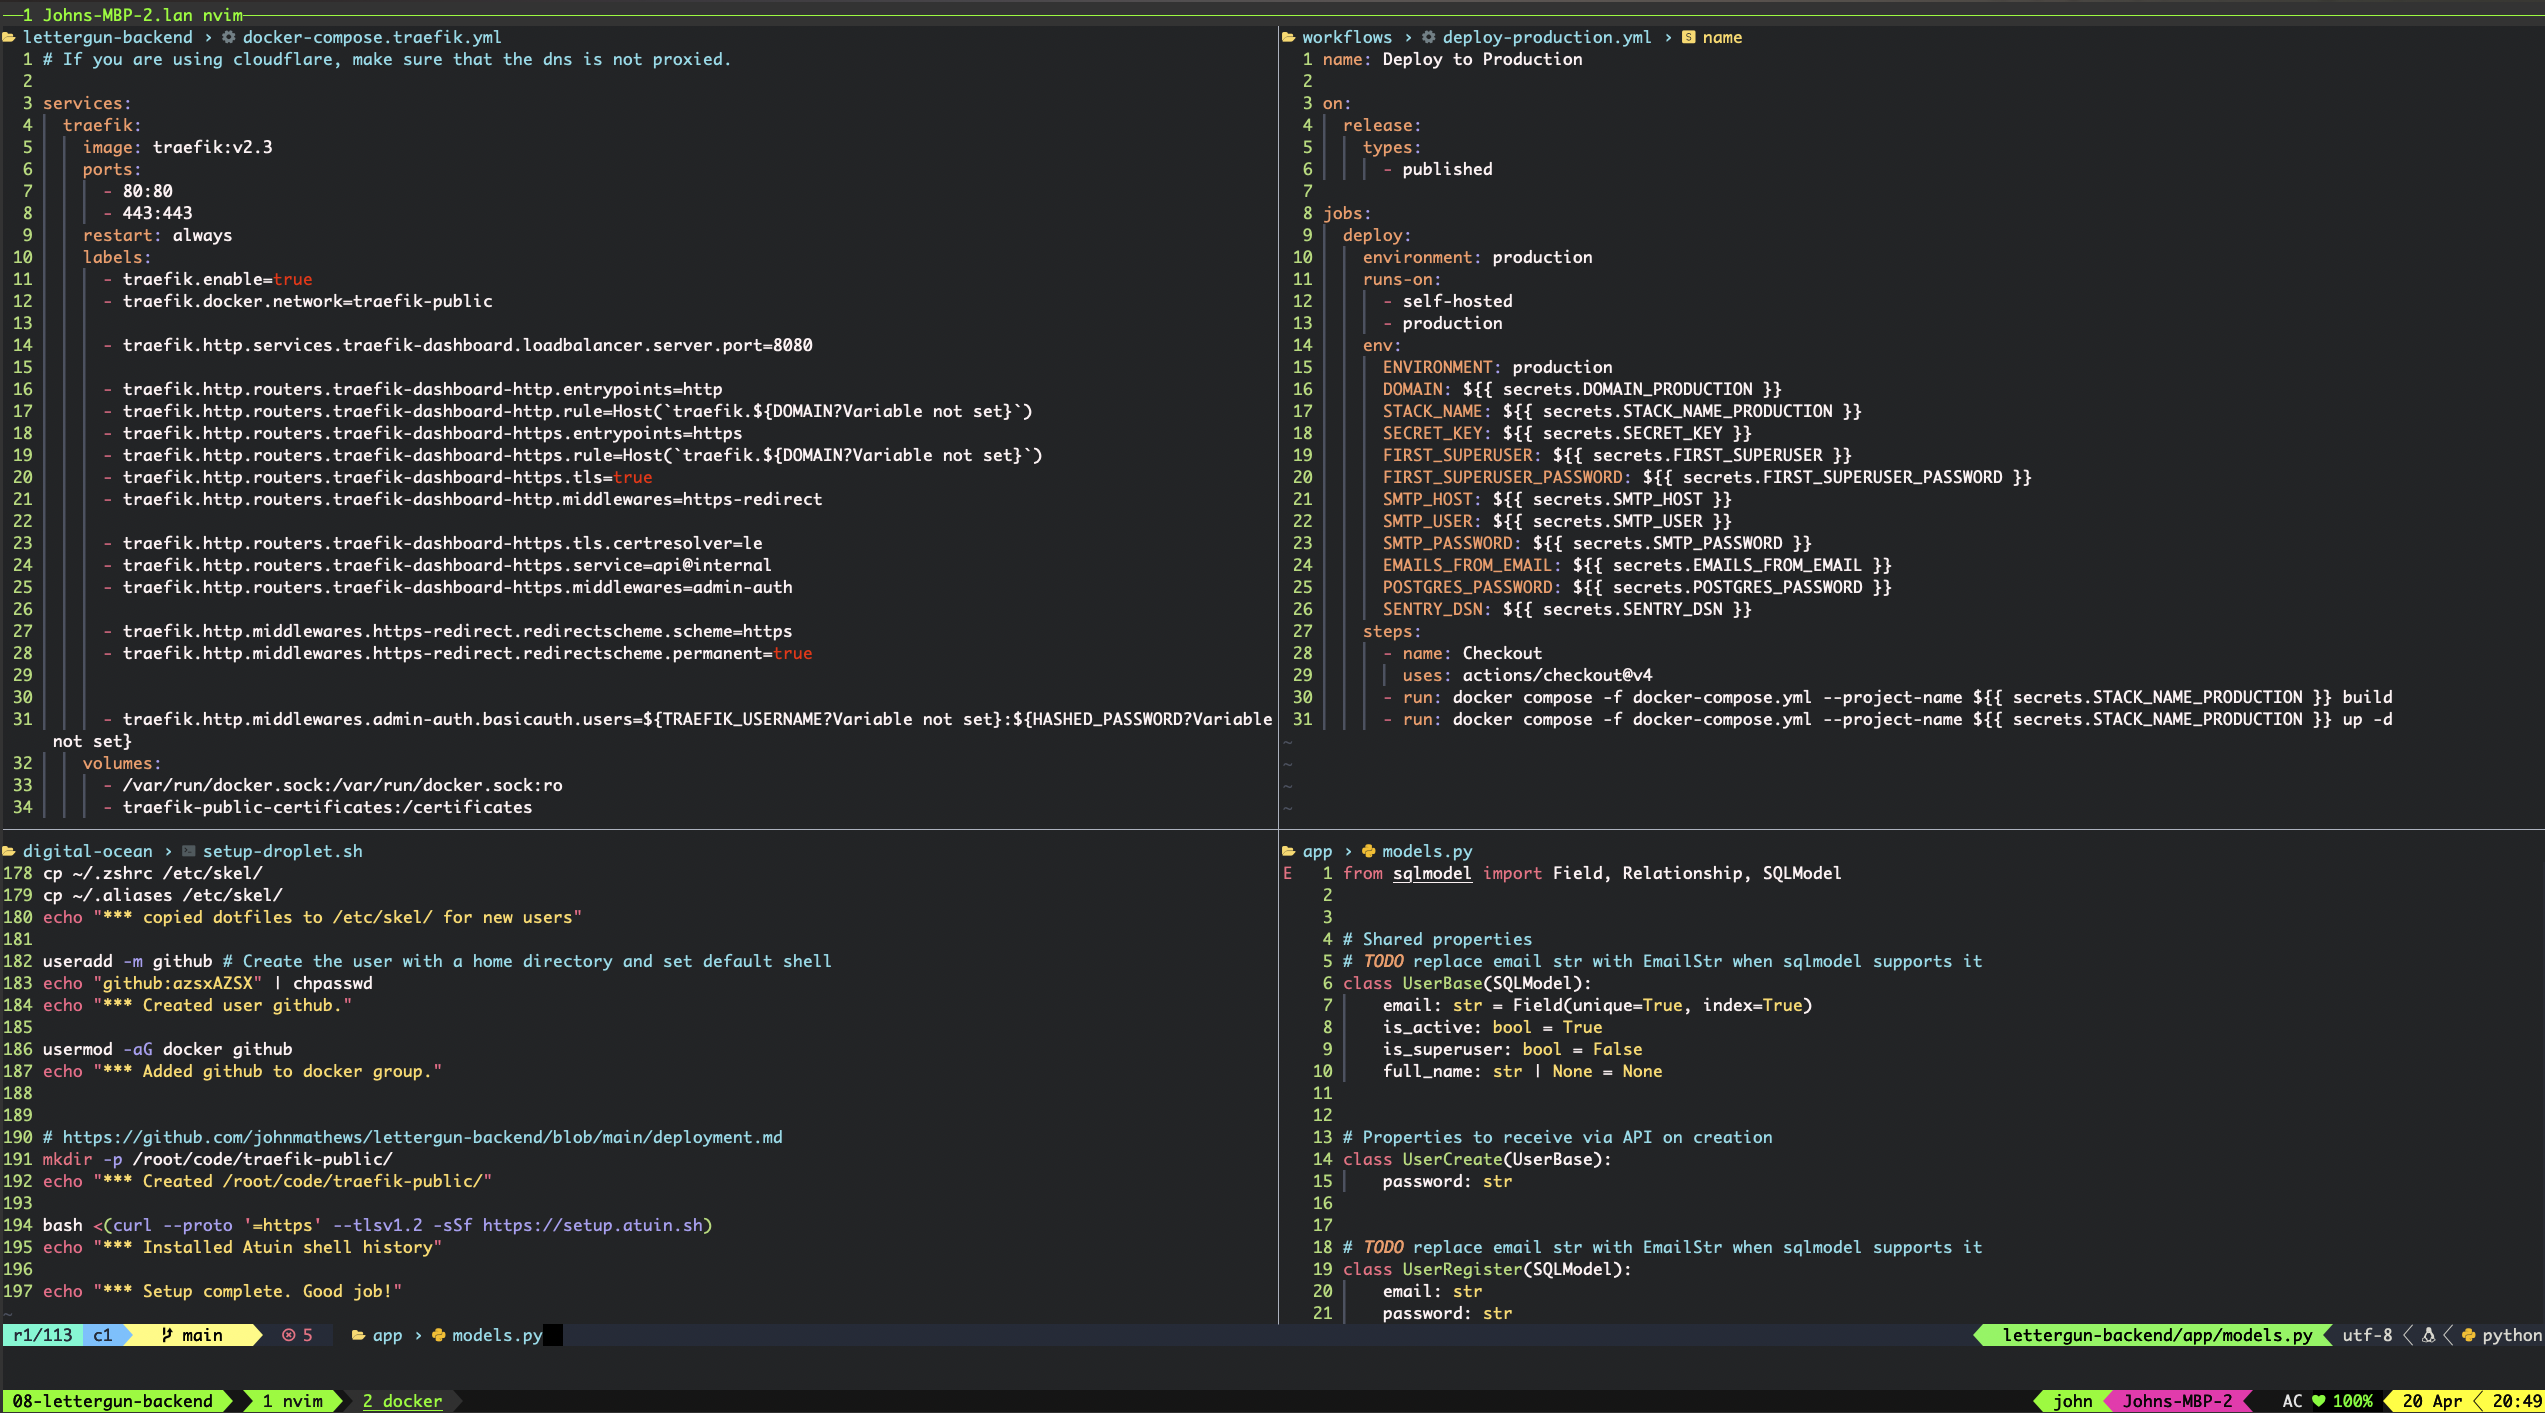 1 Johns-MBP-2.lan nvim
lettergun-backend › docker-compose.traefik.yml
1 # If you are using cloudflare, make sure that the dns is not proxied.
2
3 services:
4   traefik:
5     image: traefik:v2.3
6     ports:
7       - 80:80
8       - 443:443
9     restart: always
10     labels:
11       - traefik.enable=true
12       - traefik.docker.network=traefik-public
13
14       - traefik.http.services.traefik-dashboard.loadbalancer.server.port=8080
15
16       - traefik.http.routers.traefik-dashboard-http.entrypoints=http
17       - traefik.http.routers.traefik-dashboard-http.rule=Host(`traefik.${DOMAIN?Variable not set}`)
18       - traefik.http.routers.traefik-dashboard-https.entrypoints=https
19       - traefik.http.routers.traefik-dashboard-https.rule=Host(`traefik.${DOMAIN?Variable not set}`)
20       - traefik.http.routers.traefik-dashboard-https.tls=true
21       - traefik.http.routers.traefik-dashboard-http.middlewares=https-redirect
22
23       - traefik.http.routers.traefik-dashboard-https.tls.certresolver=le
24       - traefik.http.routers.traefik-dashboard-https.service=api@internal
25       - traefik.http.routers.traefik-dashboard-https.middlewares=admin-auth
26
27       - traefik.http.middlewares.https-redirect.redirectscheme.scheme=https
28       - traefik.http.middlewares.https-redirect.redirectscheme.permanent=true
29
30
31       - traefik.http.middlewares.admin-auth.basicauth.users=${TRAEFIK_USERNAME?Variable not set}:${HASHED_PASSWORD?Variable
not set}
32     volumes:
33       - /var/run/docker.sock:/var/run/docker.sock:ro
34       - traefik-public-certificates:/certificates
workflows › deploy-production.yml › S name
1 name: Deploy to Production
2
3 on:
4   release:
5     types:
6       - published
7
8 jobs:
9   deploy:
10     environment: production
11     runs-on:
12       - self-hosted
13       - production
14     env:
15       ENVIRONMENT: production
16       DOMAIN: ${{ secrets.DOMAIN_PRODUCTION }}
17       STACK_NAME: ${{ secrets.STACK_NAME_PRODUCTION }}
18       SECRET_KEY: ${{ secrets.SECRET_KEY }}
19       FIRST_SUPERUSER: ${{ secrets.FIRST_SUPERUSER }}
20       FIRST_SUPERUSER_PASSWORD: ${{ secrets.FIRST_SUPERUSER_PASSWORD }}
21       SMTP_HOST: ${{ secrets.SMTP_HOST }}
22       SMTP_USER: ${{ secrets.SMTP_USER }}
23       SMTP_PASSWORD: ${{ secrets.SMTP_PASSWORD }}
24       EMAILS_FROM_EMAIL: ${{ secrets.EMAILS_FROM_EMAIL }}
25       POSTGRES_PASSWORD: ${{ secrets.POSTGRES_PASSWORD }}
26       SENTRY_DSN: ${{ secrets.SENTRY_DSN }}
27     steps:
28       - name: Checkout
29         uses: actions/checkout@v4
30       - run: docker compose -f docker-compose.yml --project-name ${{ secrets.STACK_NAME_PRODUCTION }} build
31       - run: docker compose -f docker-compose.yml --project-name ${{ secrets.STACK_NAME_PRODUCTION }} up -d
~
~
~
~
digital-ocean › setup-droplet.sh
178 cp ~/.zshrc /etc/skel/
179 cp ~/.aliases /etc/skel/
180 echo "*** copied dotfiles to /etc/skel/ for new users"
181
182 useradd -m github # Create the user with a home directory and set default shell
183 echo "github:azsxAZSX" | chpasswd
184 echo "*** Created user github."
185
186 usermod -aG docker github
187 echo "*** Added github to docker group."
188
189
190 # https://github.com/johnmathews/lettergun-backend/blob/main/deployment.md
191 mkdir -p /root/code/traefik-public/
192 echo "*** Created /root/code/traefik-public/"
193
194 bash <(curl --proto '=https' --tlsv1.2 -sSf https://setup.atuin.sh)
195 echo "*** Installed Atuin shell history"
196
197 echo "*** Setup complete. Good job!"
~
app › models.py
E 1 from sqlmodel import Field, Relationship, SQLModel
2
3
4 # Shared properties
5 # TODO replace email str with EmailStr when sqlmodel supports it
6 class UserBase(SQLModel):
7     email: str = Field(unique=True, index=True)
8     is_active: bool = True
9     is_superuser: bool = False
10     full_name: str | None = None
11
12
13 # Properties to receive via API on creation
14 class UserCreate(UserBase):
15     password: str
16
17
18 # TODO replace email str with EmailStr when sqlmodel supports it
19 class UserRegister(SQLModel):
20     email: str
21     password: str
r1/113 c1 main 5 app › models.py lettergun-backend/app/models.py utf-8 python
08-lettergun-backend 1 nvim 2 docker john Johns-MBP-2 AC ♥ 100% 20 Apr 20:49